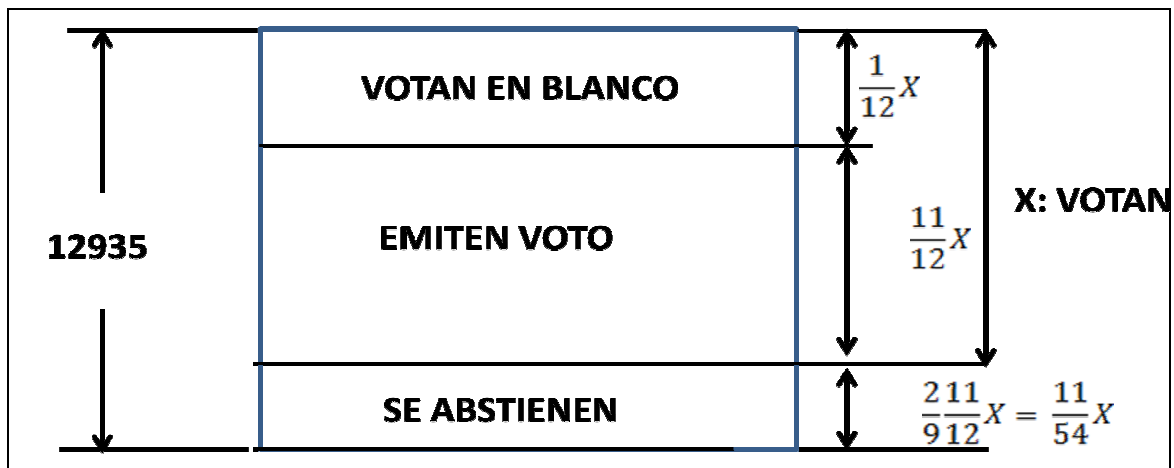 VOTAN EN BLANCO
1/12 X
X: VOTAN
12935
EMITEN VOTO
11/12 X
SE ABSTIENEN
2/9 11/12 X = 11/54 X